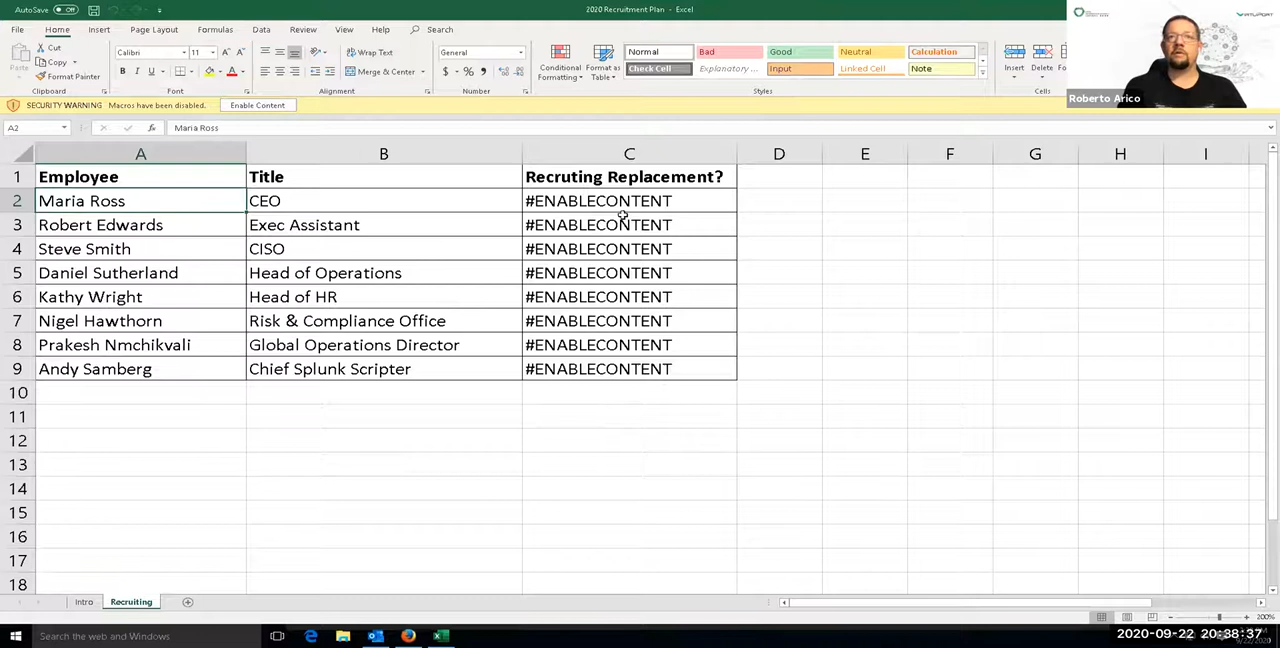 AutoSave Off 2020 Recruitment Plan - Excel
File Home Insert Page Layout Formulas Data Review View Help Search
Cut
Copy
Format Painter
Paste
Clipboard
Calibri 11
B I U
Font
Wrap Text
Merge & Center
Alignment
General
$ % ,
Number
Conditional Formatting
Format as Table
Normal Bad Good Neutral Calculation
Check Cell Explanatory ... Input Linked Cell Note
Styles
Insert Delete
Cells
Roberto Arico
SECURITY WARNING Macros have been disabled. Enable Content
A2 fx Maria Ross
A B C D E F G H I
1 Employee Title Recruting Replacement?
2 Maria Ross CEO #ENABLECONTENT
3 Robert Edwards Exec Assistant #ENABLECONTENT
4 Steve Smith CISO #ENABLECONTENT
5 Daniel Sutherland Head of Operations #ENABLECONTENT
6 Kathy Wright Head of HR #ENABLECONTENT
7 Nigel Hawthorn Risk & Compliance Office #ENABLECONTENT
8 Prakesh Nmchikvali Global Operations Director #ENABLECONTENT
9 Andy Samberg Chief Splunk Scripter #ENABLECONTENT
10
11
12
13
14
15
16
17
18
Intro Recruiting
200%
Search the web and Windows
2020-09-22 20:38:37
9/22/2020